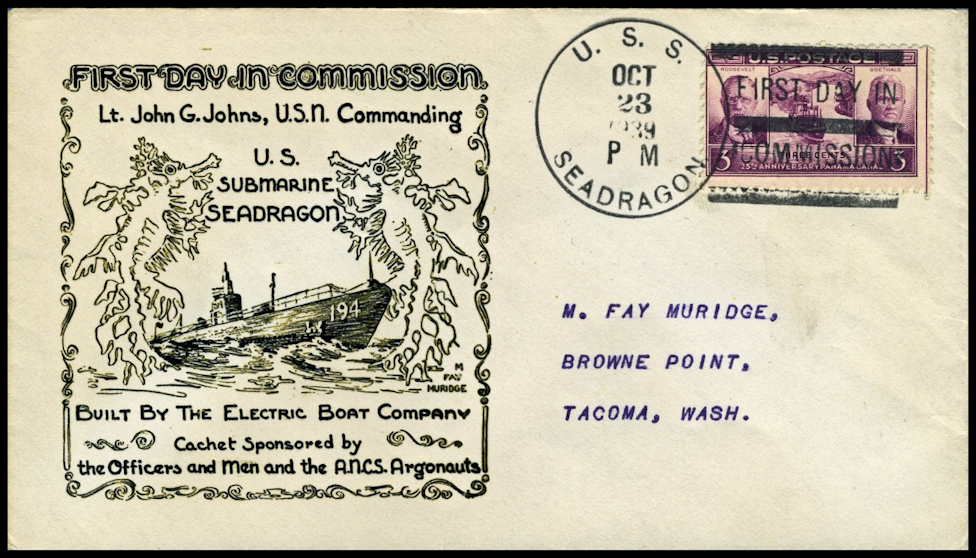 FIRST DAY IN COMMISSION
Lt. John G. Johns, U.S.N. Commanding
U.S.
SUBMARINE
SEADRAGON
194
M
FAY
MURIDGE
BUILT BY THE ELECTRIC BOAT COMPANY
Cachet Sponsored by
the Officers and Men and the A.N.C.S. Argonauts
U. S. S.
OCT
23
1939
P M
SEADRAGON
U.S. POSTAGE
ROOSEVELT GOETHALS
FIRST DAY IN
COMMISSION
3 THREE CENTS 3
25TH ANNIVERSARY PANAMA CANAL
M. FAY MURIDGE,
BROWNE POINT,
TACOMA, WASH.